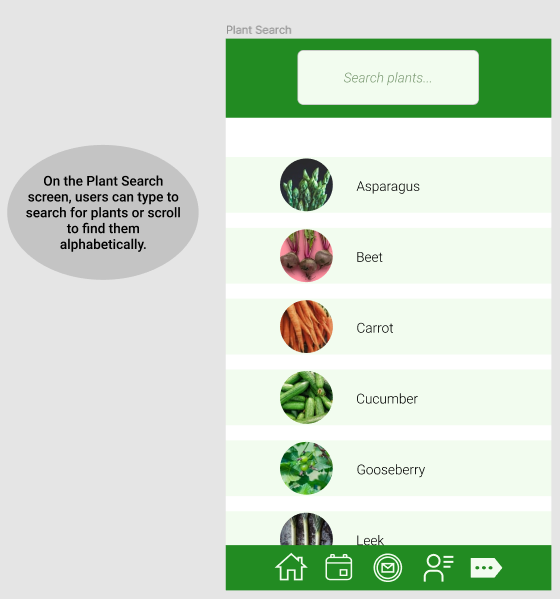 Plant Search
Search plants...
On the Plant Search
screen, users can type to
search for plants or scroll
to find them
alphabetically.
Asparagus
Beet
Carrot
Cucumber
Gooseberry
Leek